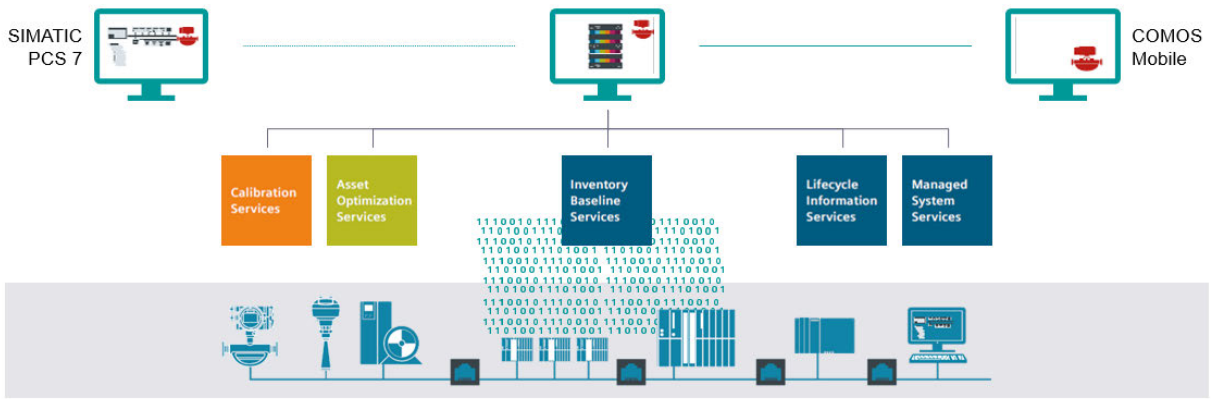 SIMATIC
PCS 7
COMOS
Mobile
Calibration
Services
Asset
Optimization
Services
Inventory
Baseline
Services
Lifecycle
Information
Services
Managed
System
Services